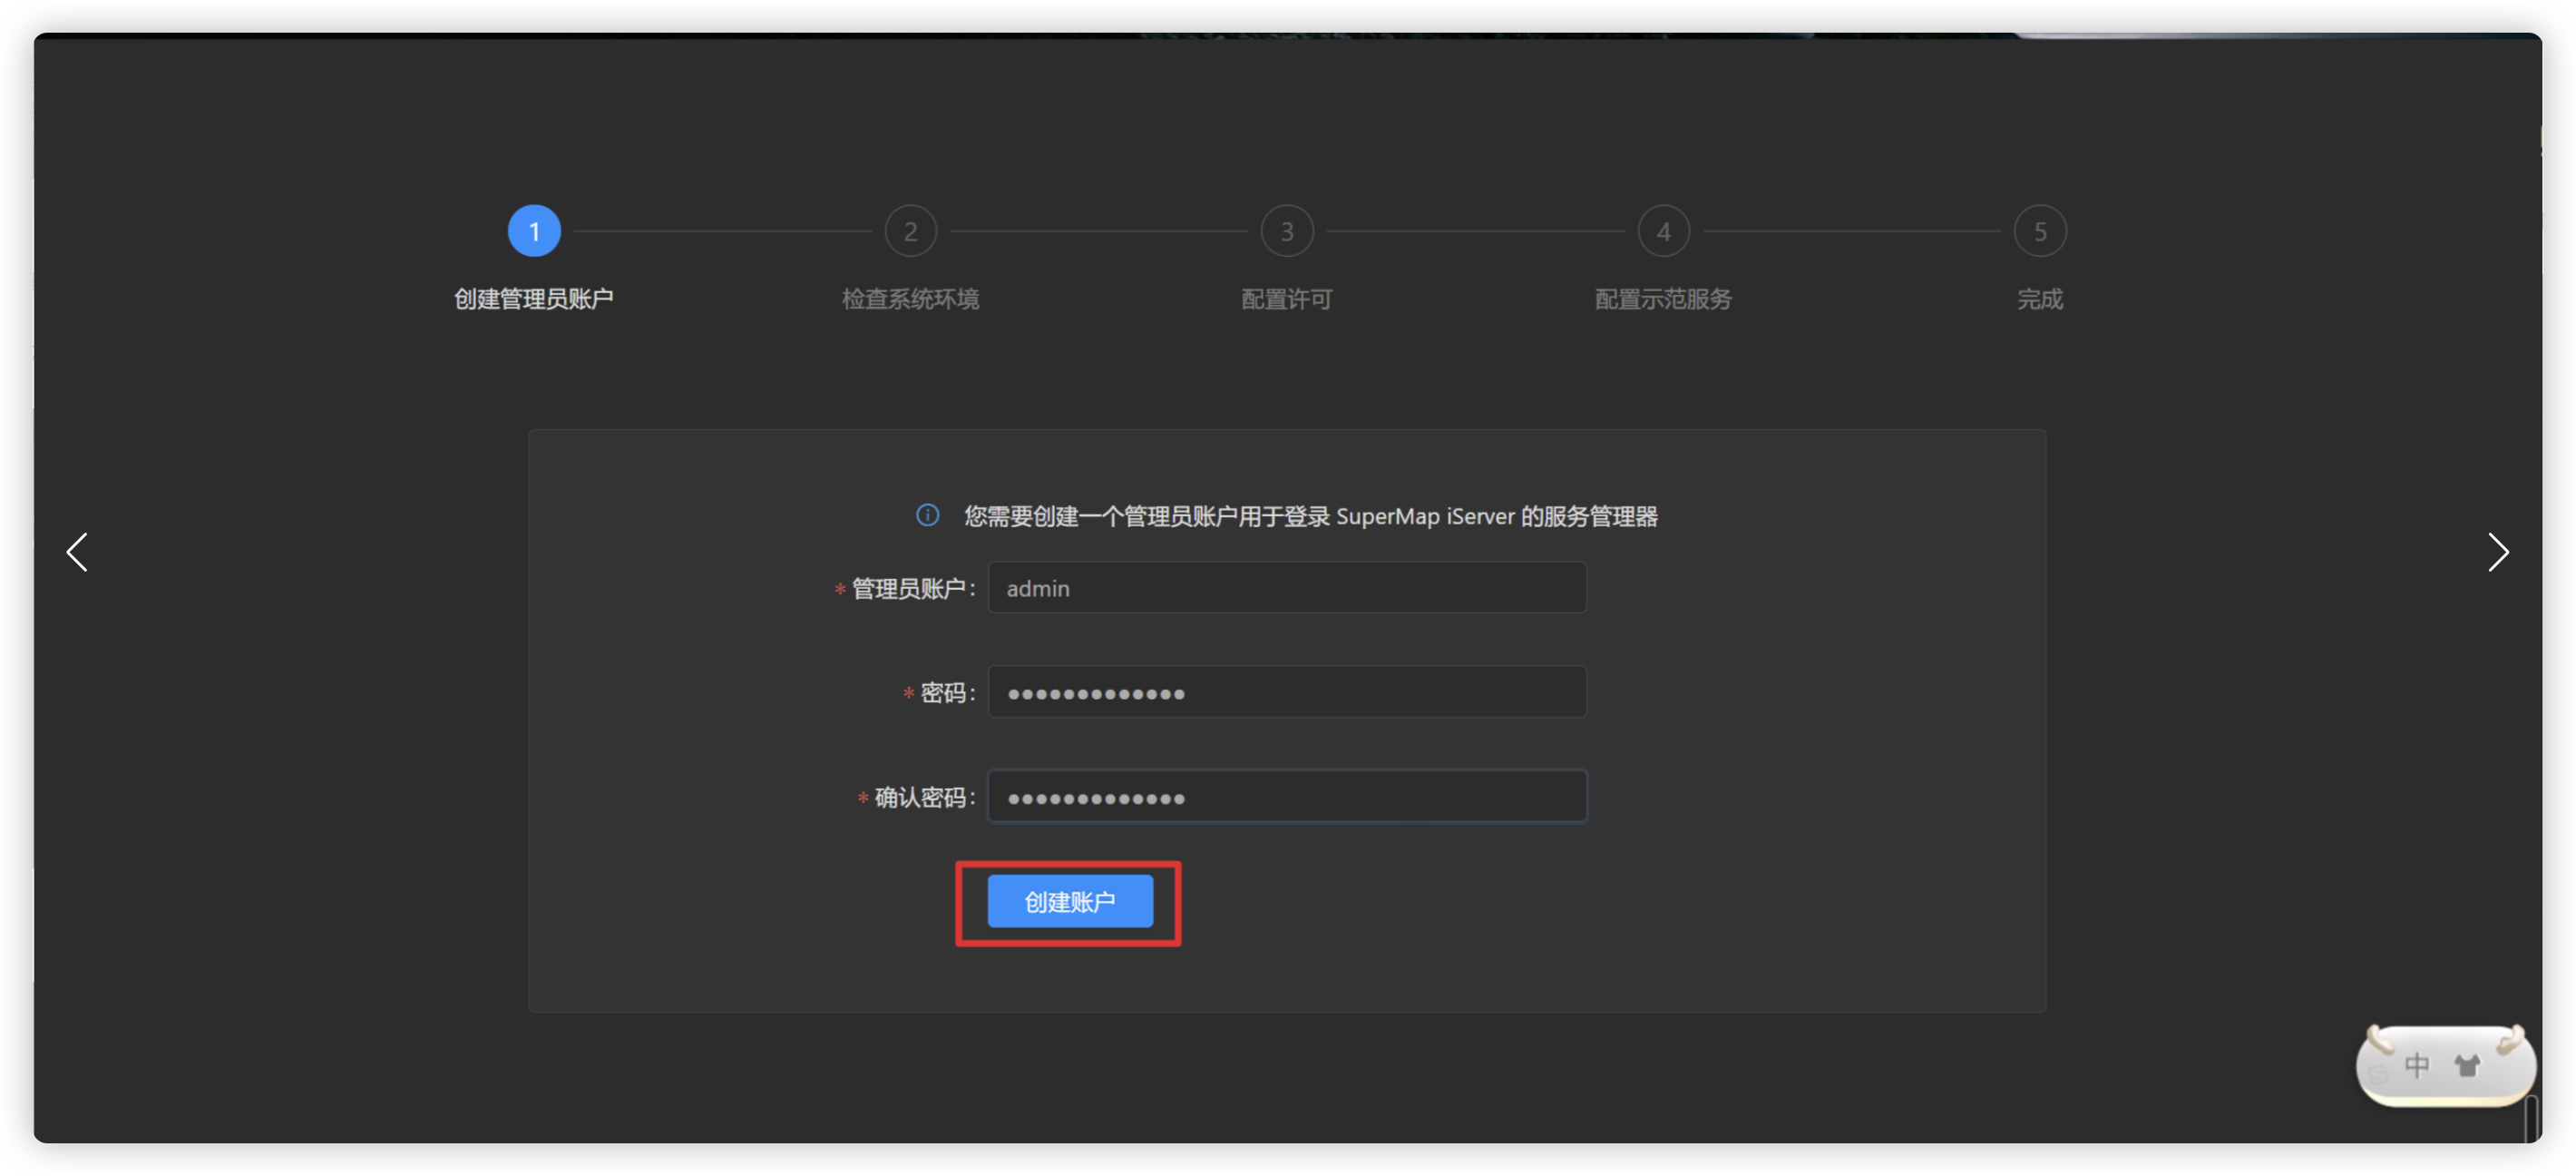 1
2
3
4
5
创建管理员账户
检查系统环境
配置许可
配置示范服务
完成
您需要创建一个管理员账户用于登录 SuperMap iServer 的服务管理器
* 管理员账户: admin
* 密码: •••••••••••••
* 确认密码: •••••••••••••
创建账户
S 中